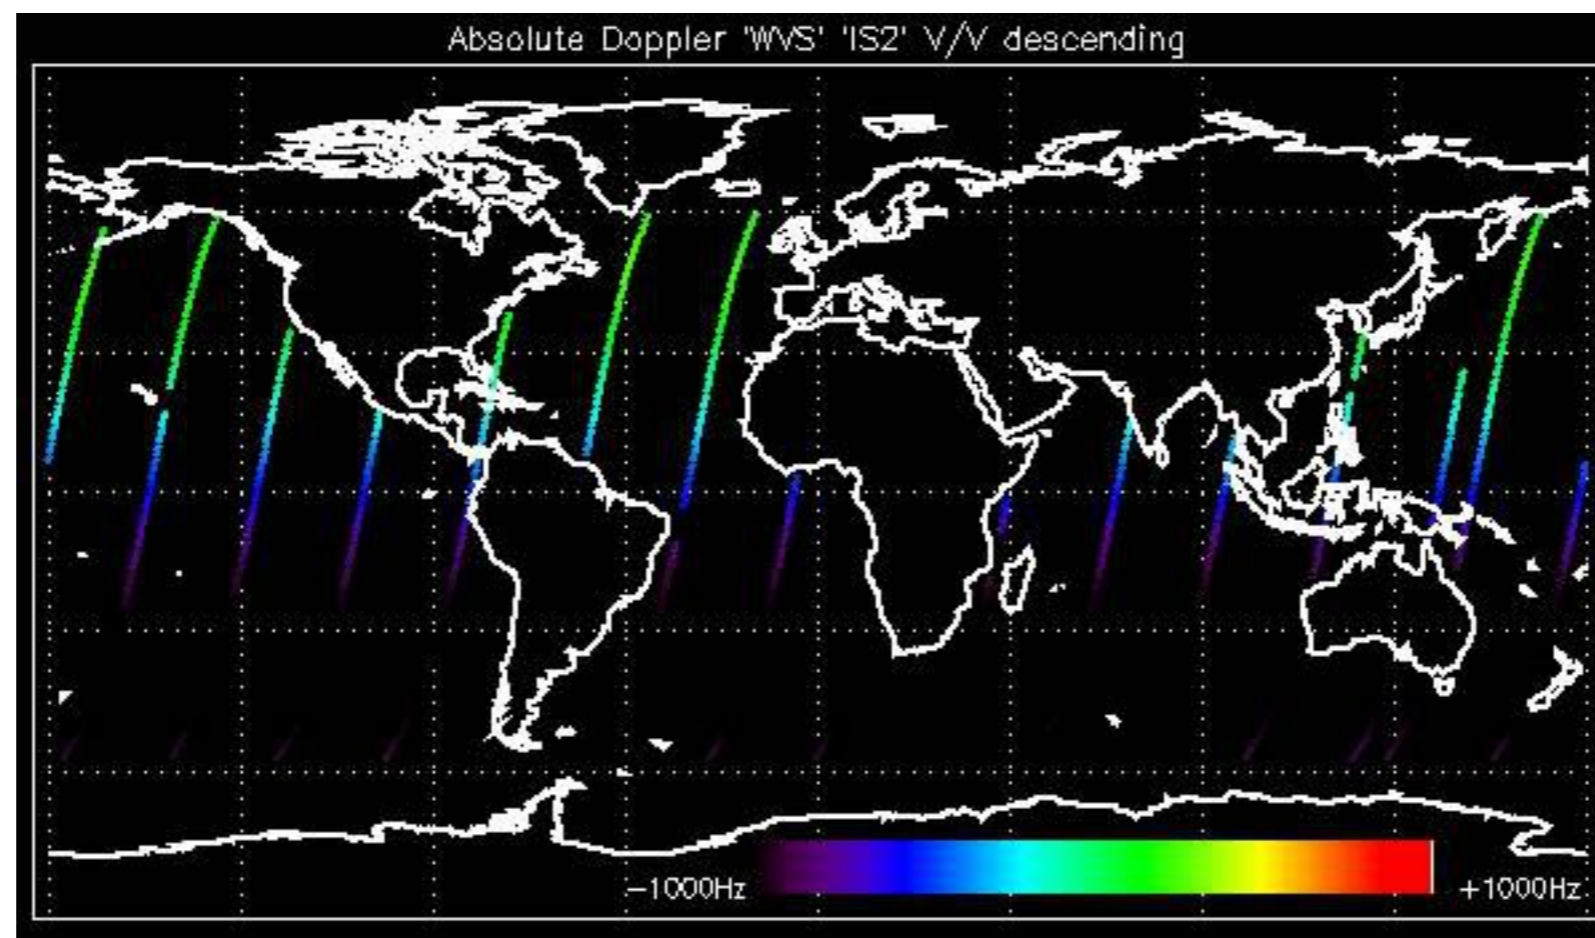 Absolute Doppler 'WVS' 'IS2' V/V descending
−1000Hz
+1000Hz